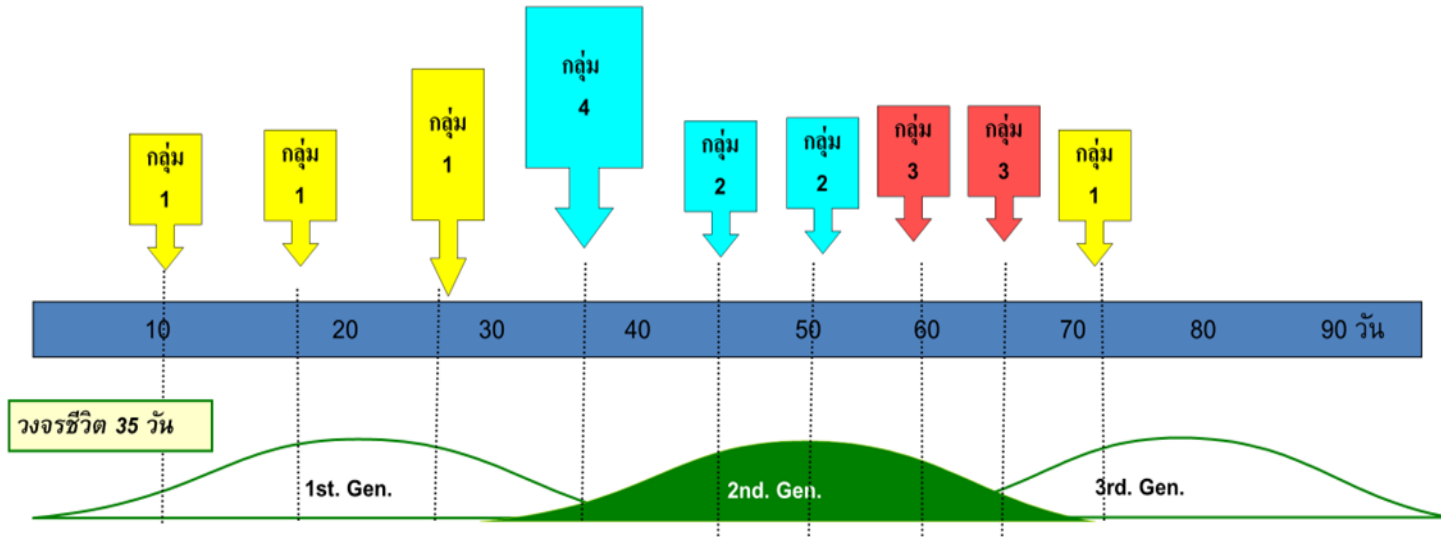 กลุ่ม
1
กลุ่ม
1
กลุ่ม
1
กลุ่ม
4
กลุ่ม
2
กลุ่ม
2
กลุ่ม
3
กลุ่ม
3
กลุ่ม
1
10 20 30 40 50 60 70 80 90 วัน
วงจรชีวิต 35 วัน
1st. Gen. 2nd. Gen. 3rd. Gen.